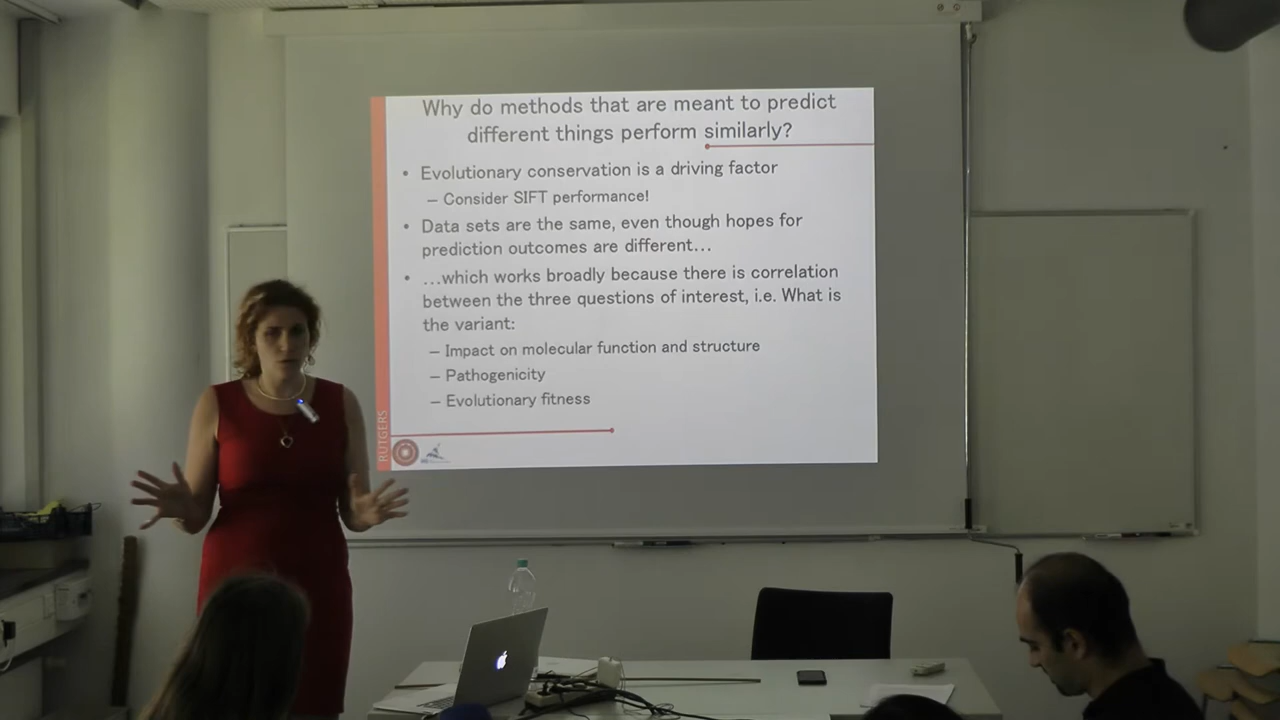 Why do methods that are meant to predict
different things perform similarly?
• Evolutionary conservation is a driving factor
– Consider SIFT performance!
• Data sets are the same, even though hopes for
prediction outcomes are different…
• …which works broadly because there is correlation
between the three questions of interest, i.e. What is
the variant:
– Impact on molecular function and structure
– Pathogenicity
– Evolutionary fitness
RUTGERS